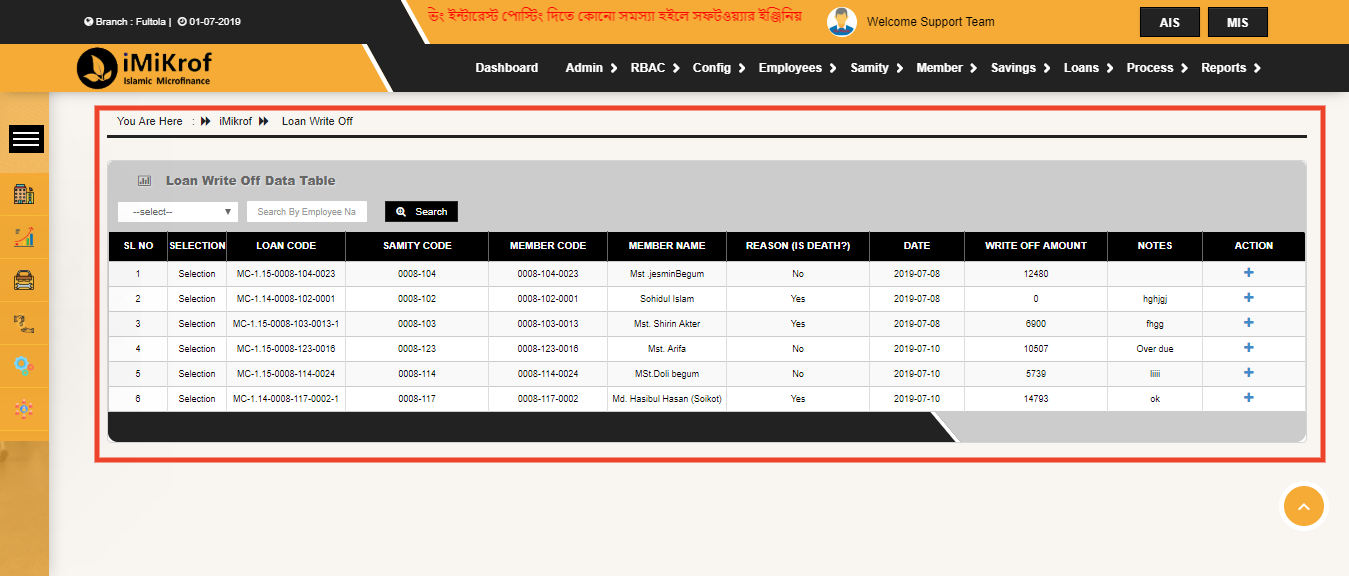 Branch : Fultola | 01-07-2019
উং ইন্টারেস্ট পোস্টিং দিতে কোনো সমস্যা হইলে সফটওয়্যার ইঞ্জিনিয়
Welcome Support Team
AIS
MIS
iMiKrof
Islamic Microfinance
Dashboard Admin RBAC Config Employees Samity Member Savings Loans Process Reports
You Are Here : iMikrof Loan Write Off
Loan Write Off Data Table
--select-- Search By Employee Na Search
SL NO SELECTION LOAN CODE SAMITY CODE MEMBER CODE MEMBER NAME REASON (IS DEATH?) DATE WRITE OFF AMOUNT NOTES ACTION
1 Selection MC-1.15-0008-104-0023 0008-104 0008-104-0023 Mst .jesminBegum No 2019-07-08 12480
2 Selection MC-1.14-0008-102-0001 0008-102 0008-102-0001 Sohidul Islam Yes 2019-07-08 0 hghjgj
3 Selection MC-1.15-0008-103-0013-1 0008-103 0008-103-0013 Mst. Shirin Akter Yes 2019-07-08 6900 fhgg
4 Selection MC-1.15-0008-123-0016 0008-123 0008-123-0016 Mst. Arifa No 2019-07-10 10507 Over due
5 Selection MC-1.15-0008-114-0024 0008-114 0008-114-0024 MSt.Doli begum No 2019-07-10 5739
6 Selection MC-1.14-0008-117-0002-1 0008-117 0008-117-0002 Md. Hasibul Hasan (Soikot) Yes 2019-07-10 14793 ok